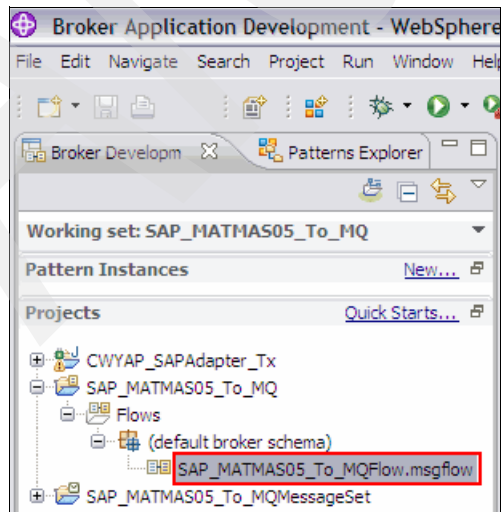 Broker Application Development - WebSphere
File Edit Navigate Search Project Run Window Help
Broker Developm Patterns Explorer
Working set: SAP_MATMAS05_To_MQ
Pattern Instances New...
Projects Quick Starts...
CWYAP_SAPAdapter_Tx
SAP_MATMAS05_To_MQ
Flows
(default broker schema)
SAP_MATMAS05_To_MQFlow.msgflow
SAP_MATMAS05_To_MQMessageSet